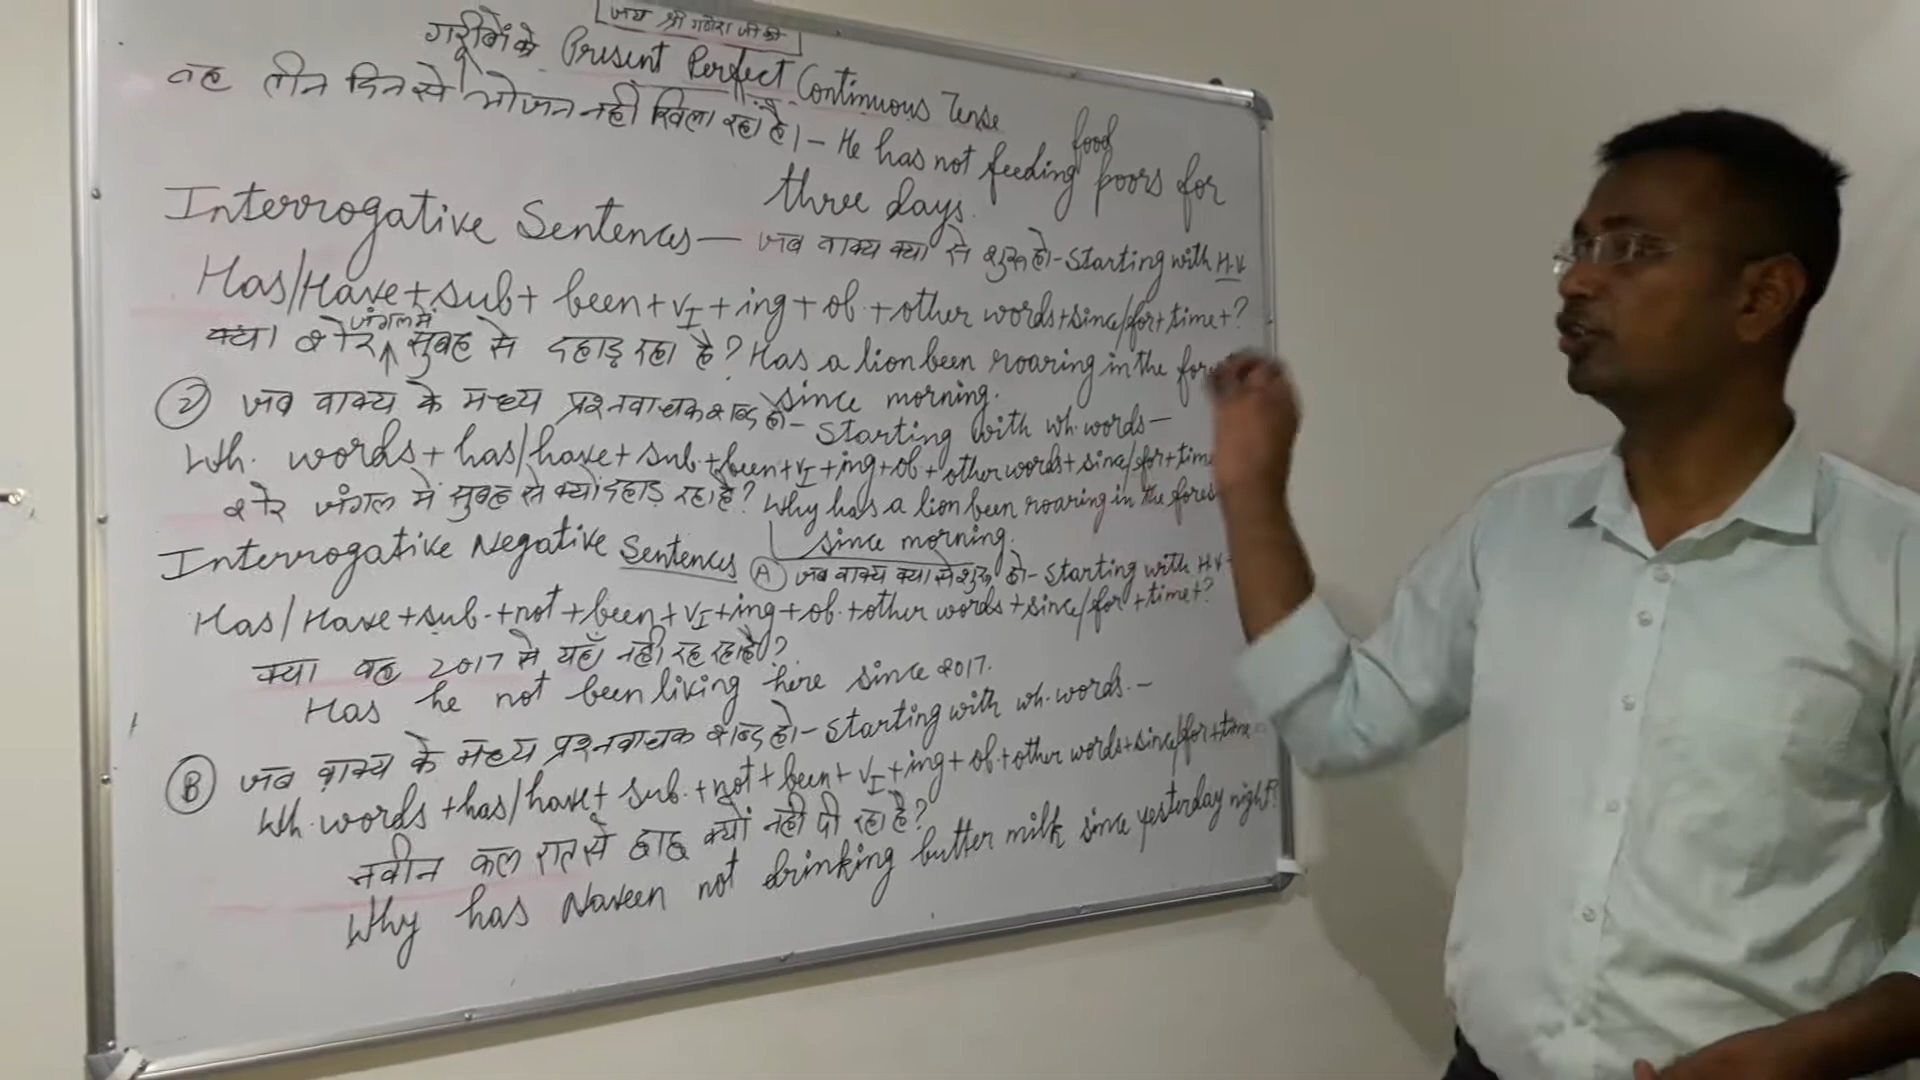 जय श्री गणेश जी की
गरीबों को Present Perfect Continuous Tense
वह तीन दिन से भोजन नहीं खिला रहा है। - He has not feeding food poors for
three days.
Interrogative Sentences - जब वाक्य क्या से शुरू हो - Starting with H.V
Has/Have + sub + been + VI + ing + ob. + other words + since/for + time + ?
क्या शेर जंगल में सुबह से दहाड़ रहा है? Has a lion been roaring in the
since morning.
② जब वाक्य के मध्य प्रश्नवाचक शब्द हो - Starting with wh. words -
Wh. words + has/have + sub. + been + VI + ing + ob + other words + since/for + time
शेर जंगल में सुबह से क्यों दहाड़ रहा है? Why has a lion been roaring in the fores
since morning.
Interrogative Negative Sentences Ⓐ जब वाक्य क्या से शुरू हो - Starting with H.V -
Has/Have + sub. + not + been + VI + ing + ob. + other words + since/for + time + ?
क्या वह 2017 से यहाँ नहीं रह रहा है?
Has he not been living here since 2017.
Ⓑ जब वाक्य के मध्य प्रश्नवाचक शब्द हो - Starting with wh. words. -
Wh. words + has/have + sub. + not + been + VI + ing + ob. + other words + since/for + time
नवीन कल रात से छाछ क्यों नहीं पी रहा है?
Why has Naveen not drinking butter milk since yesterday night?